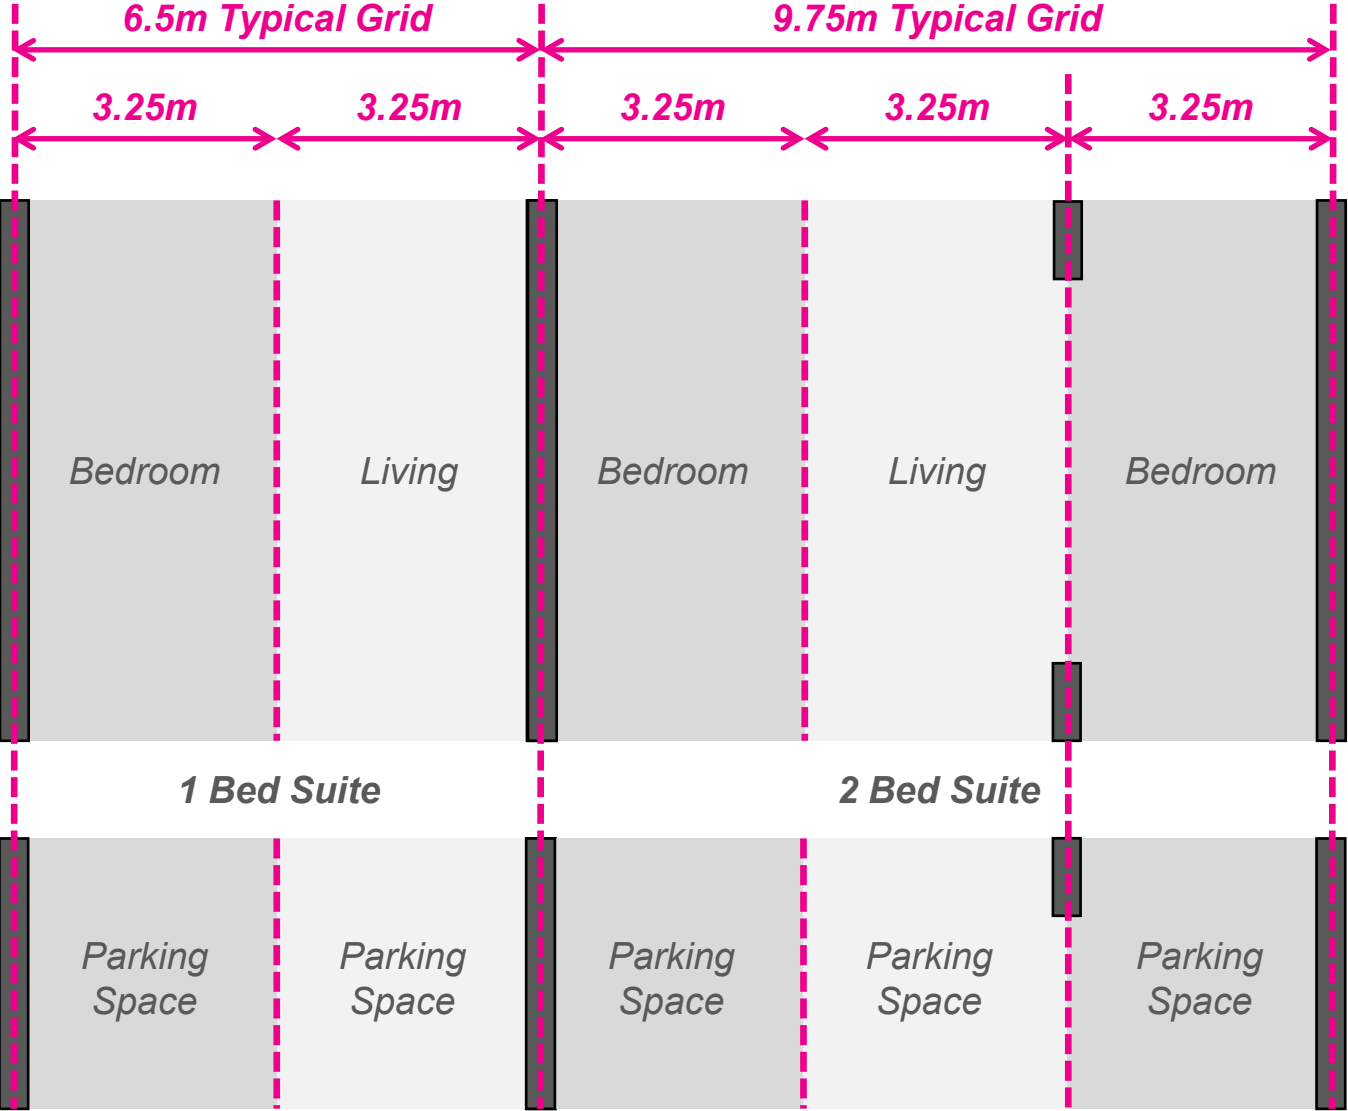 6.5m Typical Grid
9.75m Typical Grid
3.25m
3.25m
3.25m
3.25m
3.25m
Bedroom
Living
Bedroom
Living
Bedroom
1 Bed Suite
2 Bed Suite
Parking
Space
Parking
Space
Parking
Space
Parking
Space
Parking
Space